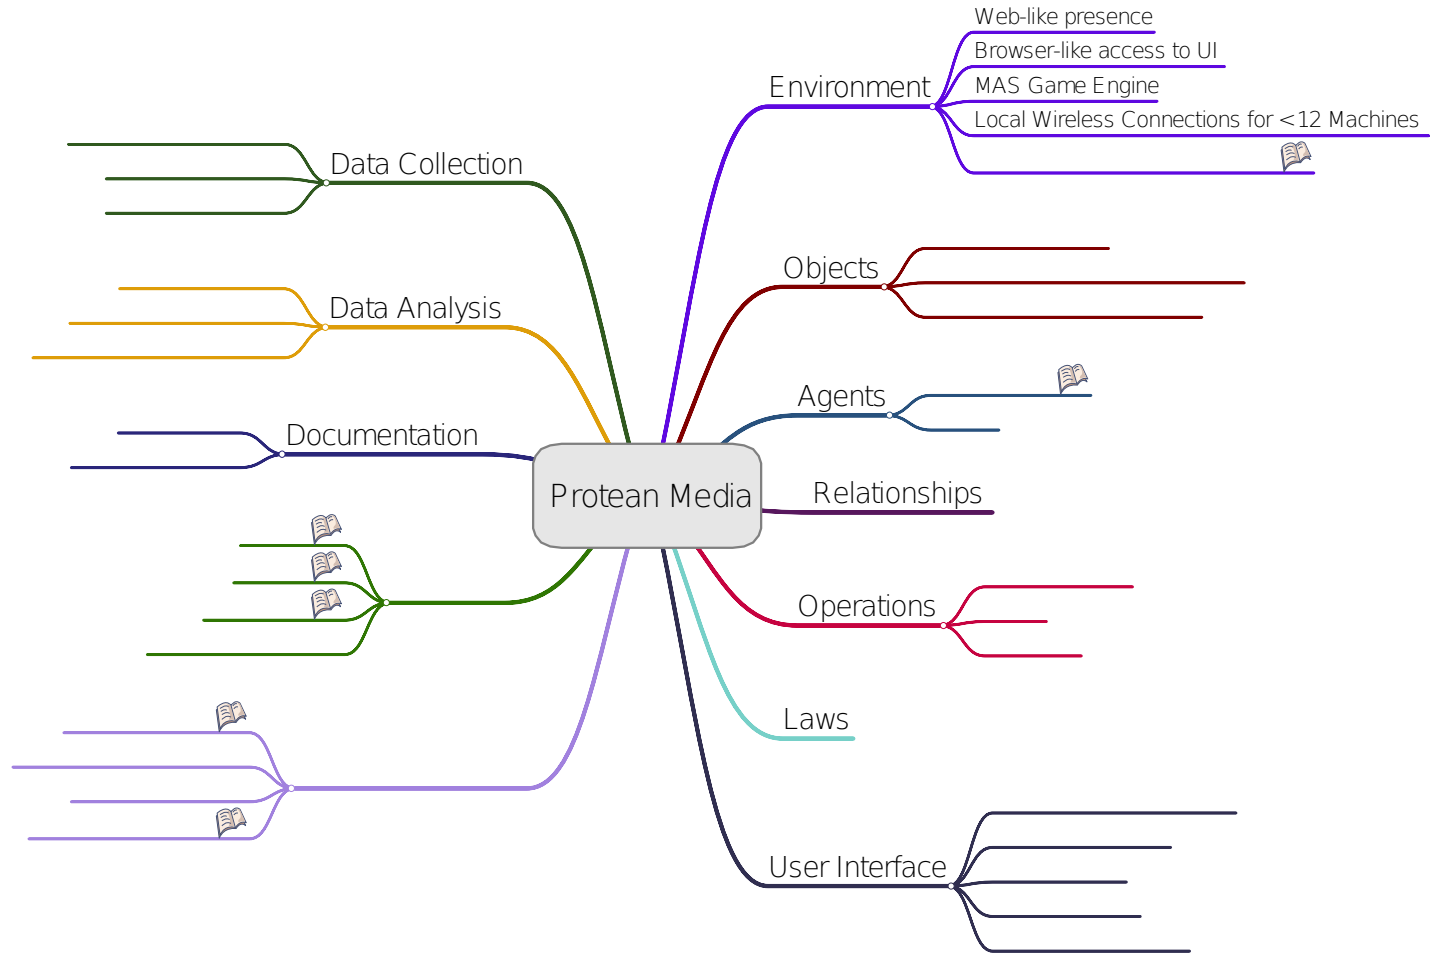 Web-like presence
Browser-like access to UI
Environment
MAS Game Engine
Local Wireless Connections for <12 Machines
Data Collection
Objects
Data Analysis
Agents
Documentation
Protean Media
Relationships
Operations
Laws
User Interface